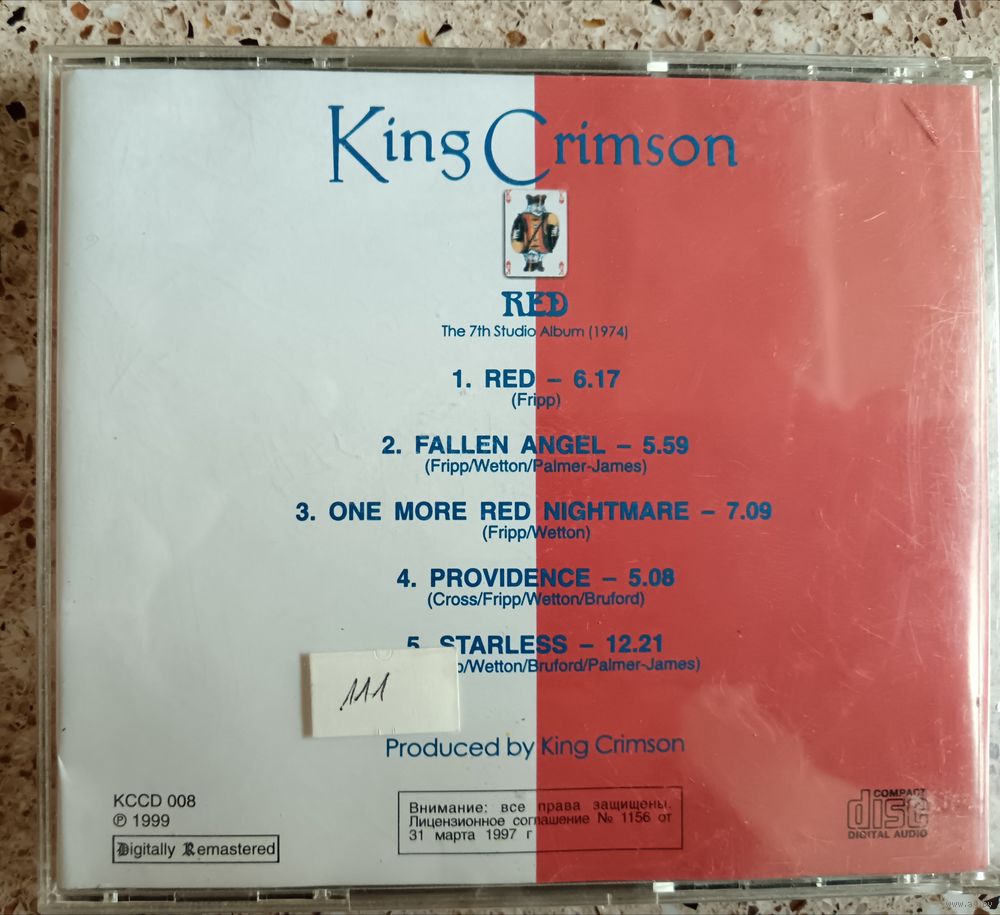 King Crimson
RED
The 7th Studio Album (1974)
1. RED – 6.17
(Fripp)
2. FALLEN ANGEL – 5.59
(Fripp/Wetton/Palmer-James)
3. ONE MORE RED NIGHTMARE – 7.09
(Fripp/Wetton)
4. PROVIDENCE – 5.08
(Cross/Fripp/Wetton/Bruford)
5. STARLESS – 12.21
/Wetton/Bruford/Palmer-James)
111
Produced by King Crimson
KCCD 008
℗ 1999
Digitally Remastered
Внимание: все права защищены.
Лицензионное соглашение № 1156 от
31 марта 1997 г
COMPACT
disc
DIGITAL AUDIO